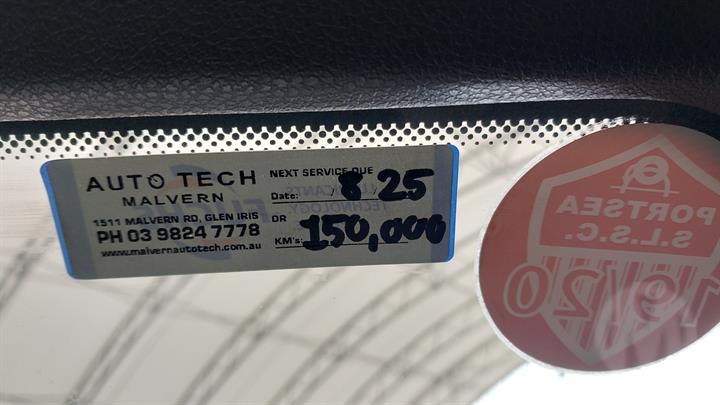 AUTO TECH
MALVERN
1511 MALVERN RD, GLEN IRIS
PH 03 9824 7778
www.malvernautotech.com.au
NEXT SERVICE DUE
Date: 8 25
OR
KM's: 150,000
PORTSEA
S.L.S.C.
19/20